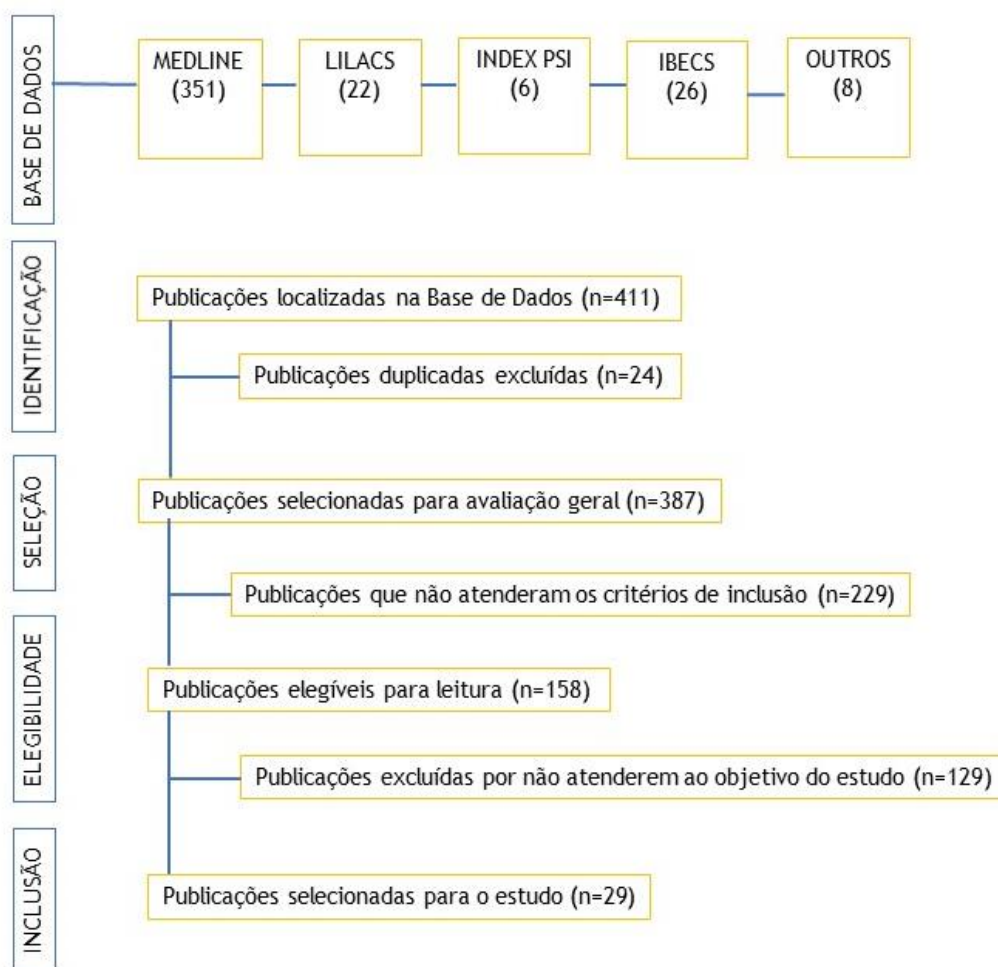 BASE DE DADOS
MEDLINE
(351)
LILACS
(22)
INDEX PSI
(6)
IBECS
(26)
OUTROS
(8)
IDENTIFICAÇÃO
Publicações localizadas na Base de Dados (n=411)
Publicações duplicadas excluídas (n=24)
SELEÇÃO
Publicações selecionadas para avaliação geral (n=387)
Publicações que não atenderam os critérios de inclusão (n=229)
ELEGIBILIDADE
Publicações elegíveis para leitura (n=158)
Publicações excluídas por não atenderem ao objetivo do estudo (n=129)
INCLUSÃO
Publicações selecionadas para o estudo (n=29)